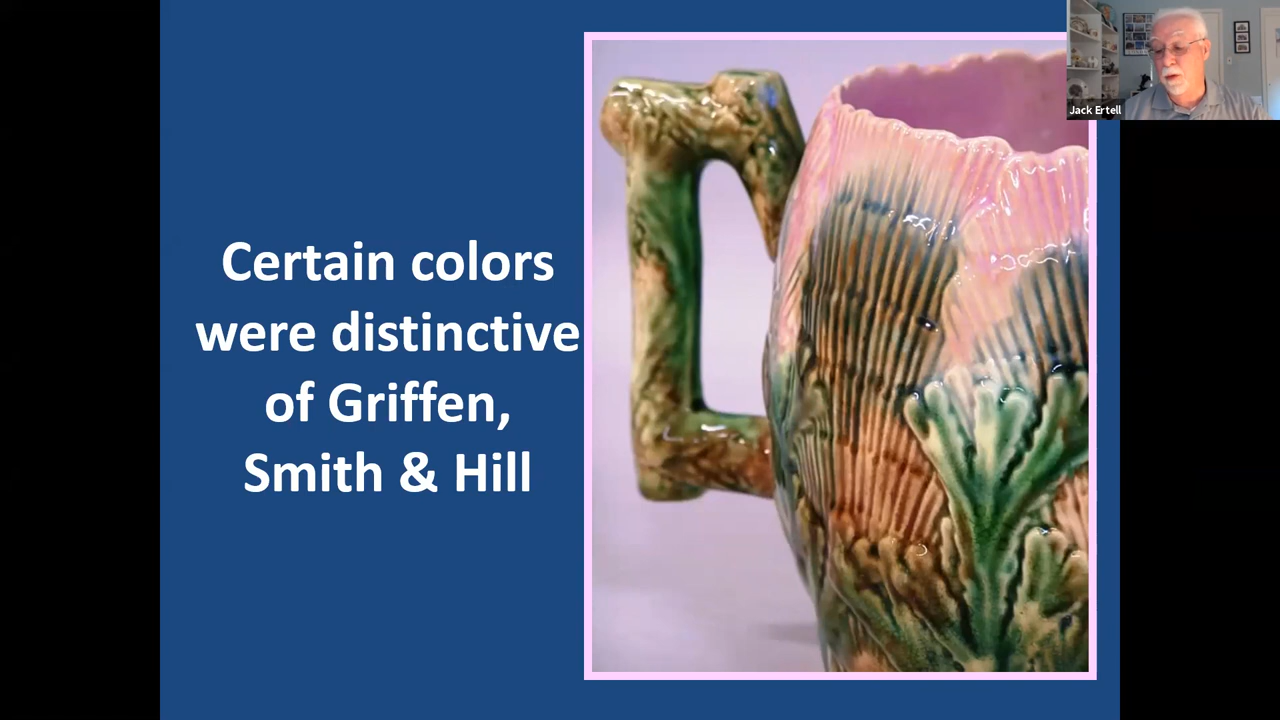 Certain colors
were distinctive
of Griffen,
Smith & Hill
Jack Ertell